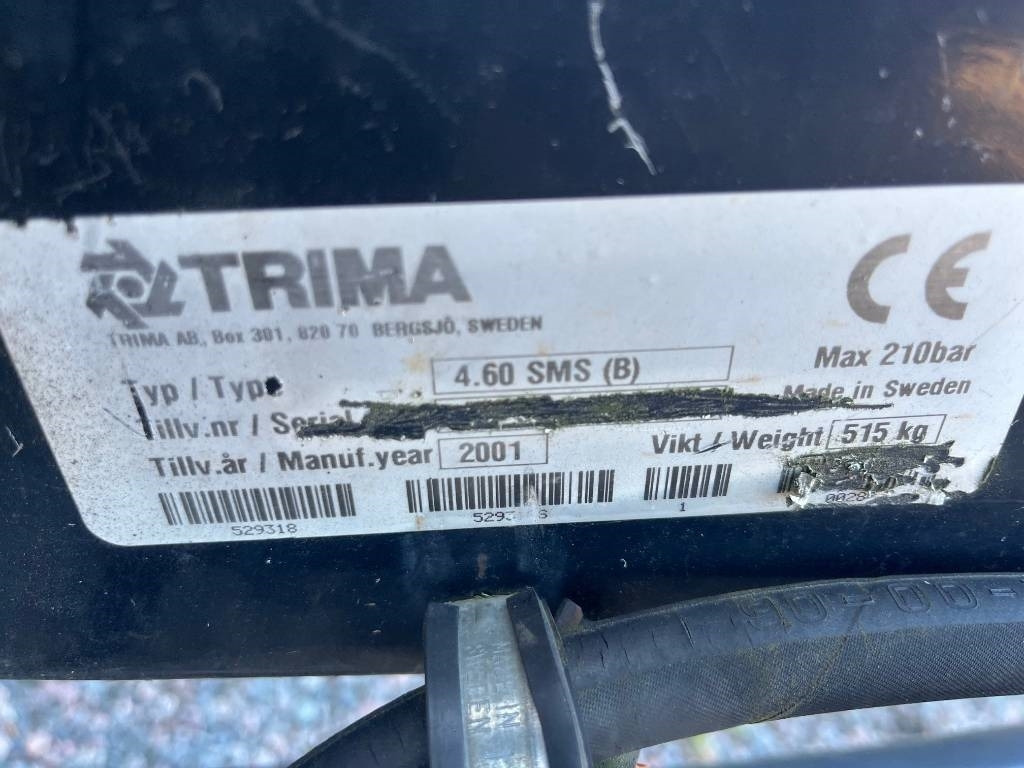 TRIMA
CE
TRIMA AB, Box 301, 820 70 BERGSJÖ, SWEDEN
Typ / Type 4.60 SMS (B) Max 210bar
Tillv.nr / Serial Made in Sweden
Tillv.år / Manuf.year 2001 Vikt / Weight 515 kg
529318 1